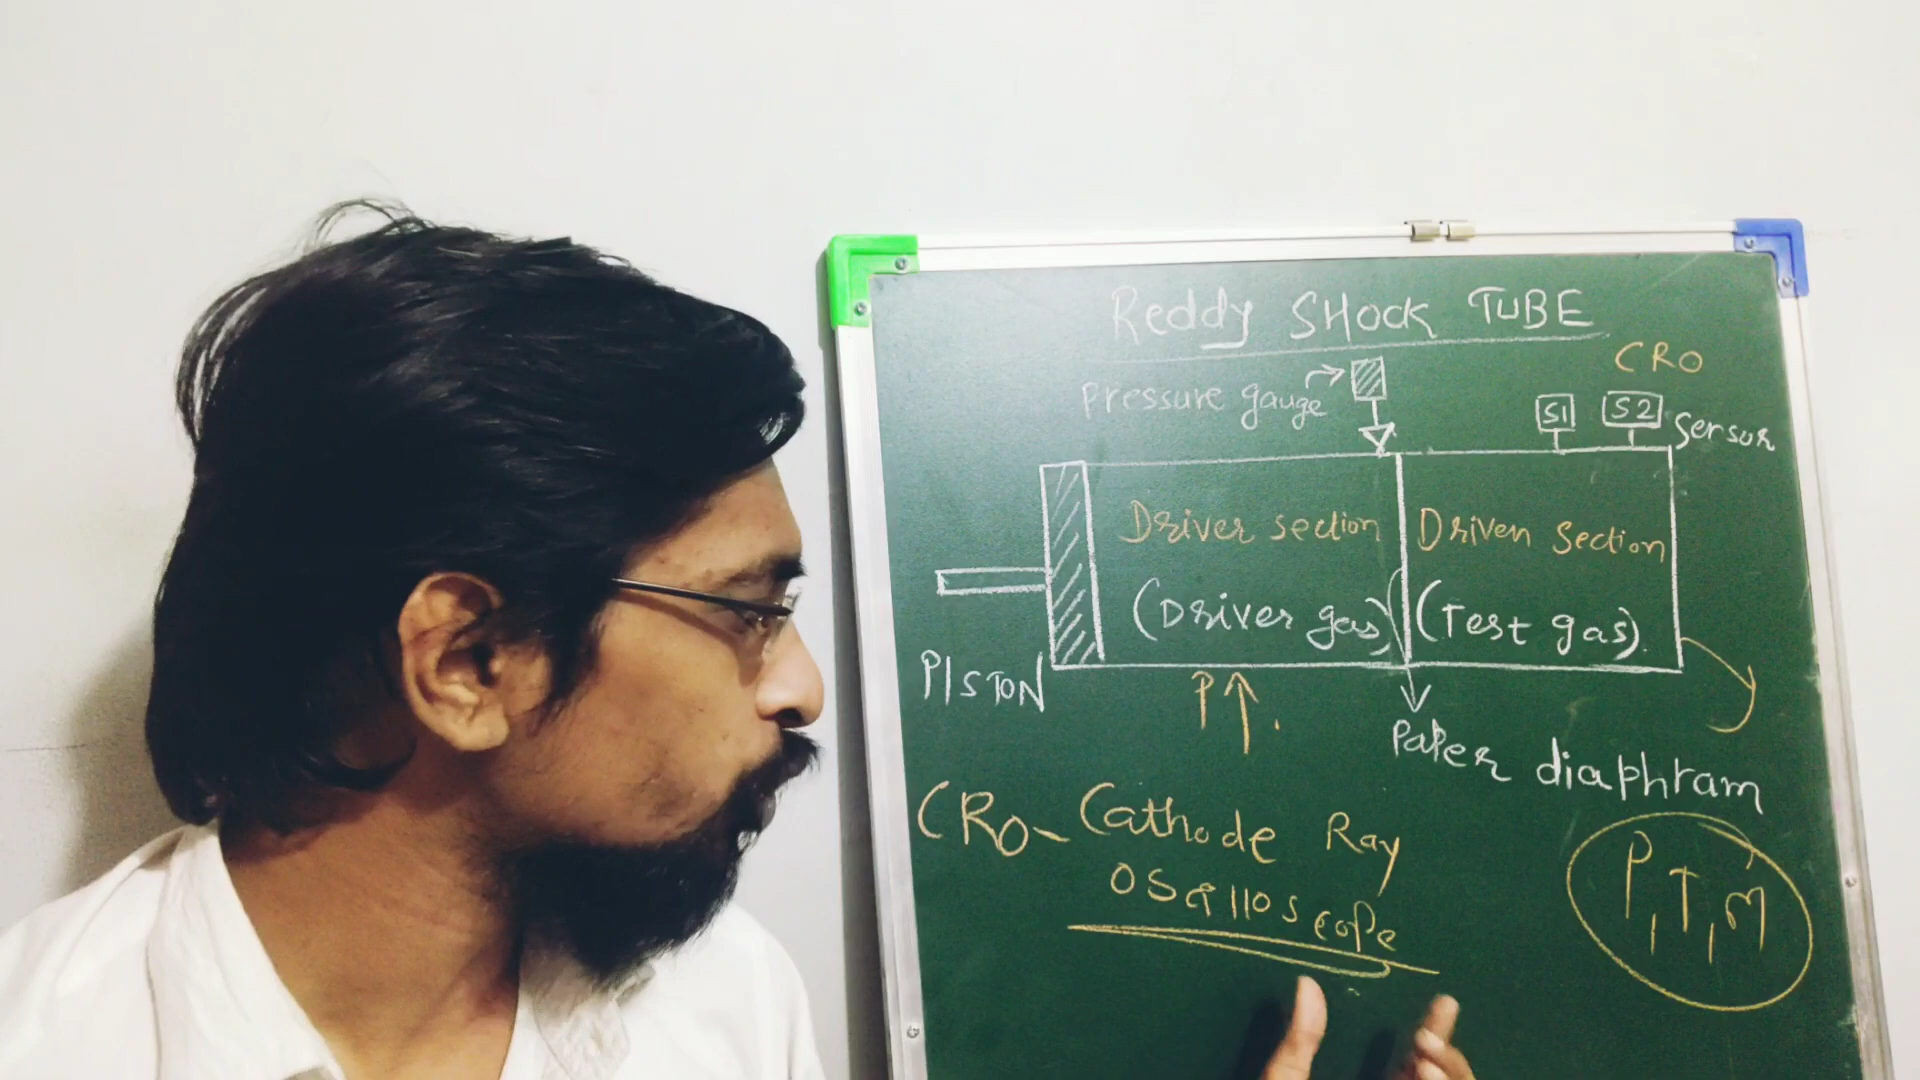 Reddy SHOCK TUBE
CRO
Pressure gauge
S1 S2 Sensor
Driver section Driven section
(Driver gas) (Test gas).
PISTON
P↑.
Paper diaphram
CRO- Cathode Ray
Oscilloscope
P, T, M